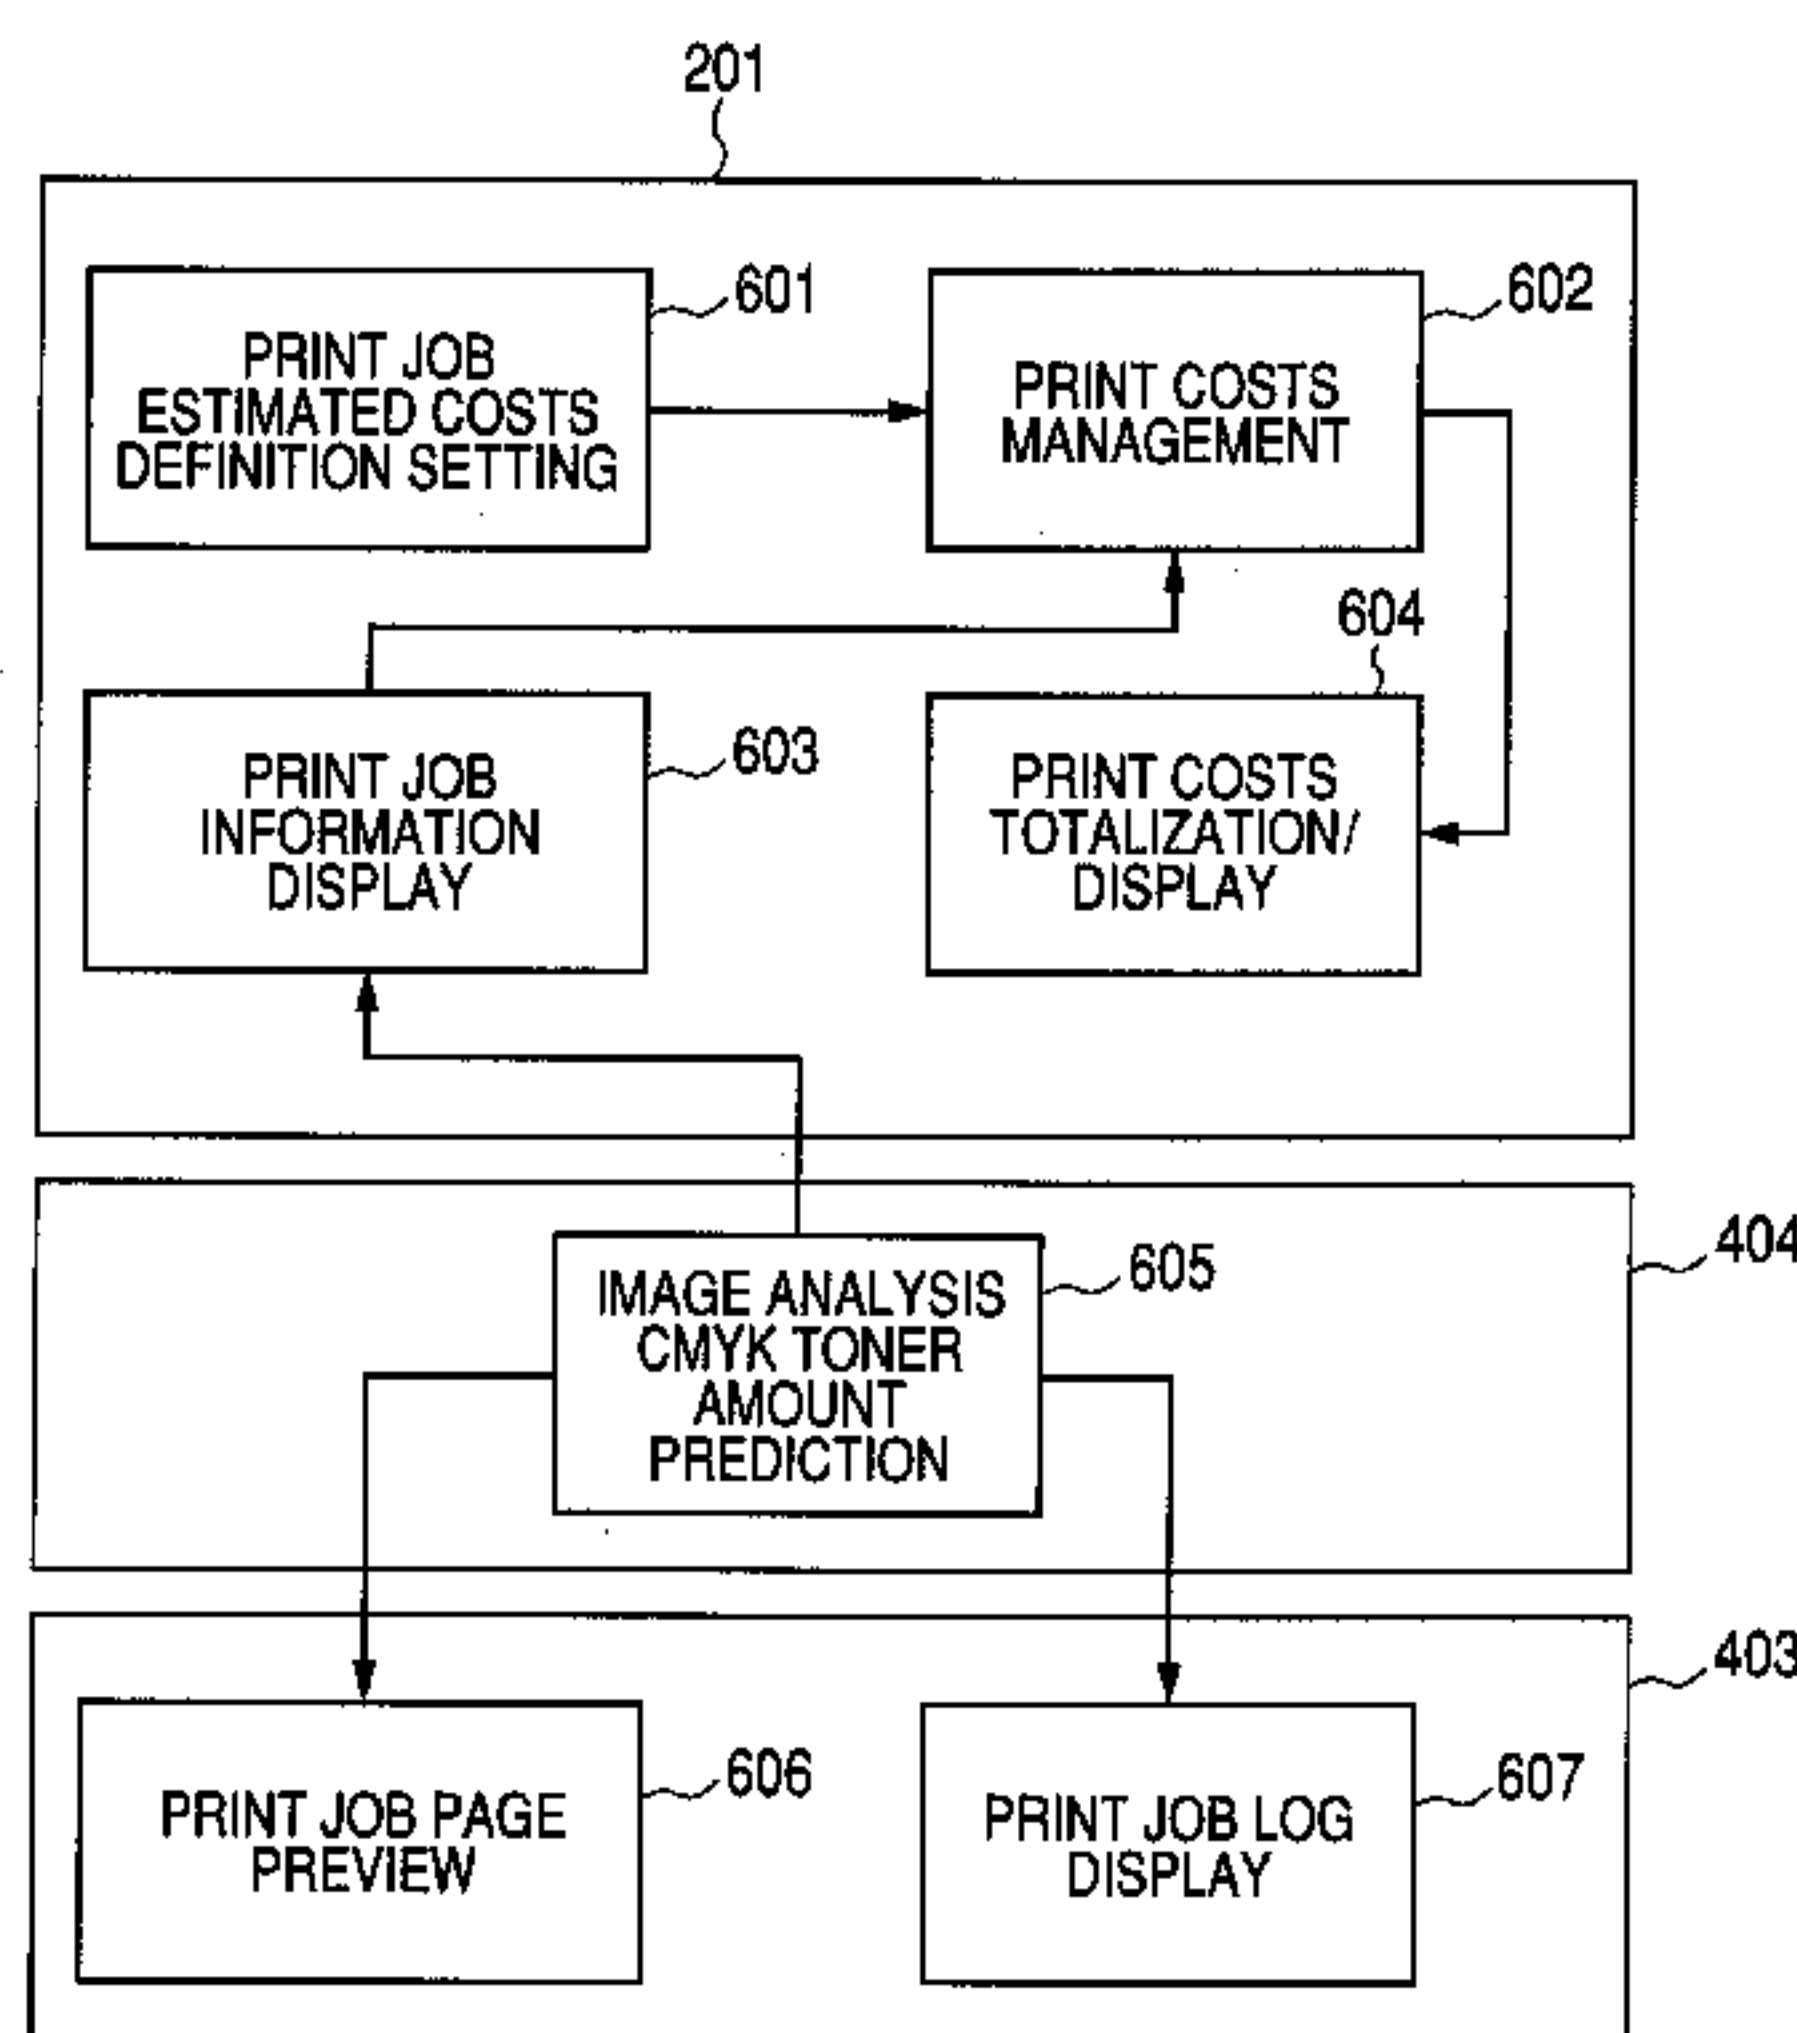 201
601
PRINT JOB
ESTIMATED COSTS
DEFINITION SETTING
602
PRINT COSTS
MANAGEMENT
603
PRINT JOB
INFORMATION
DISPLAY
604
PRINT COSTS
TOTALIZATION/
DISPLAY
404
605
IMAGE ANALYSIS
CMYK TONER
AMOUNT
PREDICTION
403
606
PRINT JOB PAGE
PREVIEW
607
PRINT JOB LOG
DISPLAY